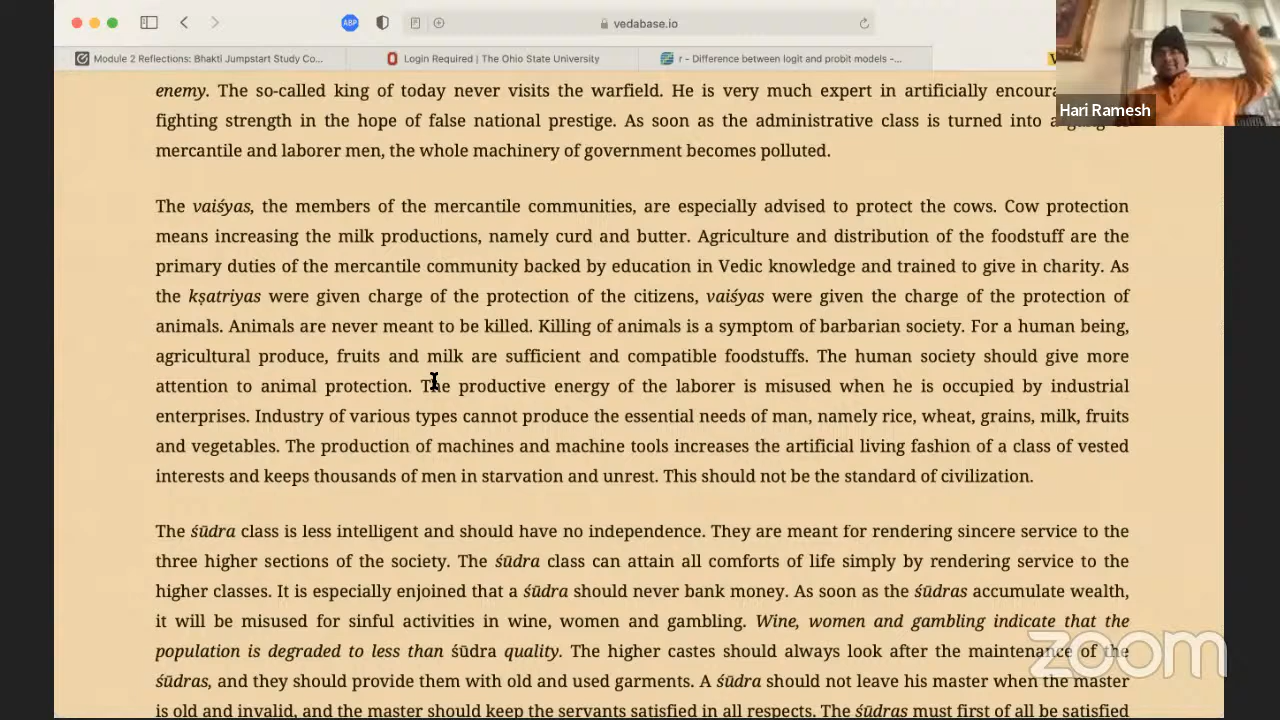 ABP
vedabase.io
Module 2 Reflections: Bhakti Jumpstart Study Co...
Login Required | The Ohio State University
r - Difference between logit and probit models -...
Hari Ramesh
enemy. The so-called king of today never visits the warfield. He is very much expert in artificially
fighting strength in the hope of false national prestige. As soon as the administrative class is turned into a
mercantile and laborer men, the whole machinery of government becomes polluted.
The vaiśyas, the members of the mercantile communities, are especially advised to protect the cows. Cow protection
means increasing the milk productions, namely curd and butter. Agriculture and distribution of the foodstuff are the
primary duties of the mercantile community backed by education in Vedic knowledge and trained to give in charity. As
the kṣatriyas were given charge of the protection of the citizens, vaiśyas were given the charge of the protection of
animals. Animals are never meant to be killed. Killing of animals is a symptom of barbarian society. For a human being,
agricultural produce, fruits and milk are sufficient and compatible foodstuffs. The human society should give more
attention to animal protection. The productive energy of the laborer is misused when he is occupied by industrial
enterprises. Industry of various types cannot produce the essential needs of man, namely rice, wheat, grains, milk, fruits
and vegetables. The production of machines and machine tools increases the artificial living fashion of a class of vested
interests and keeps thousands of men in starvation and unrest. This should not be the standard of civilization.
The śūdra class is less intelligent and should have no independence. They are meant for rendering sincere service to the
three higher sections of the society. The śūdra class can attain all comforts of life simply by rendering service to the
higher classes. It is especially enjoined that a śūdra should never bank money. As soon as the śūdras accumulate wealth,
it will be misused for sinful activities in wine, women and gambling. Wine, women and gambling indicate that the
population is degraded to less than śūdra quality. The higher castes should always look after the maintenance of the
śūdras, and they should provide them with old and used garments. A śūdra should not leave his master when the master
is old and invalid, and the master should keep the servants satisfied in all respects. The śūdras must first of all be satisfied
zoom